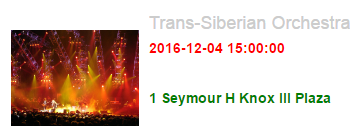 Trans-Siberian Orchestra
2016-12-04 15:00:00
1 Seymour H Knox III Plaza